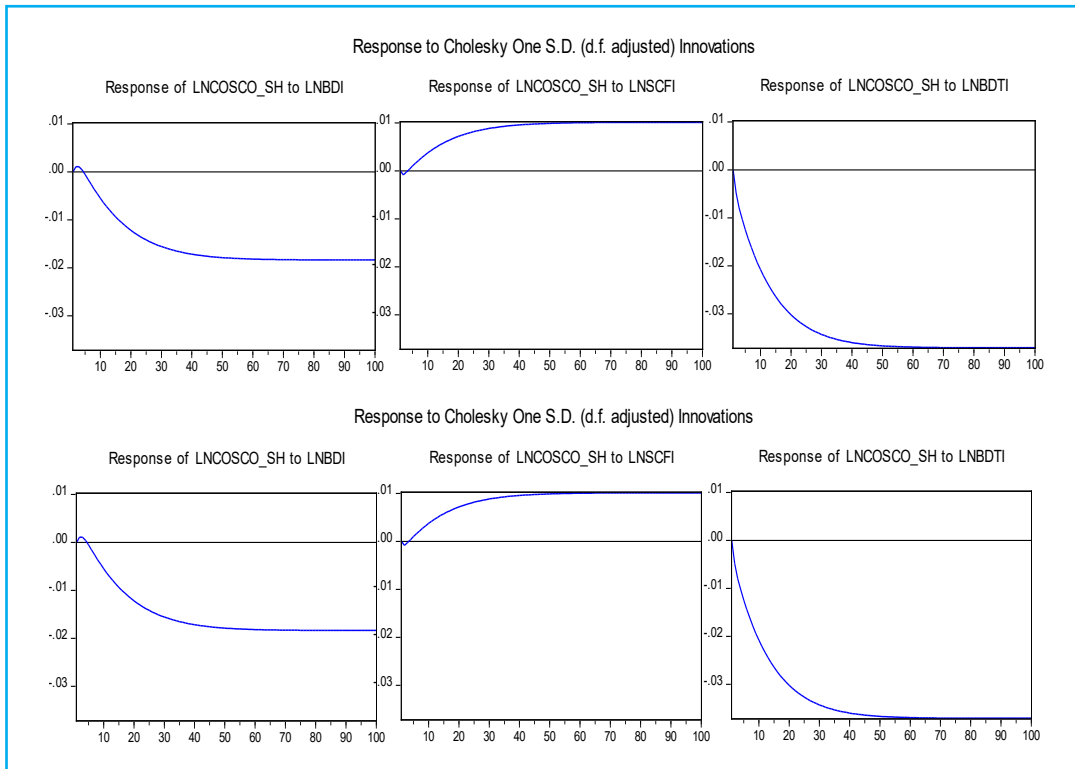 Response to Cholesky One S.D. (d.f. adjusted) Innovations
Response of LNCOSCO_SH to LNBDI
Response of LNCOSCO_SH to LNSCFI
Response of LNCOSCO_SH to LNBDTI
.01
.00
-.01
-.02
-.03
10 20 30 40 50 60 70 80 90 100
.01
.00
-.01
-.02
-.03
10 20 30 40 50 60 70 80 90 100
.01
.00
-.01
-.02
-.03
10 20 30 40 50 60 70 80 90 100
Response to Cholesky One S.D. (d.f. adjusted) Innovations
Response of LNCOSCO_SH to LNBDI
Response of LNCOSCO_SH to LNSCFI
Response of LNCOSCO_SH to LNBDTI
.01
.00
-.01
-.02
-.03
10 20 30 40 50 60 70 80 90 100
.01
.00
-.01
-.02
-.03
10 20 30 40 50 60 70 80 90 100
.01
.00
-.01
-.02
-.03
10 20 30 40 50 60 70 80 90 100